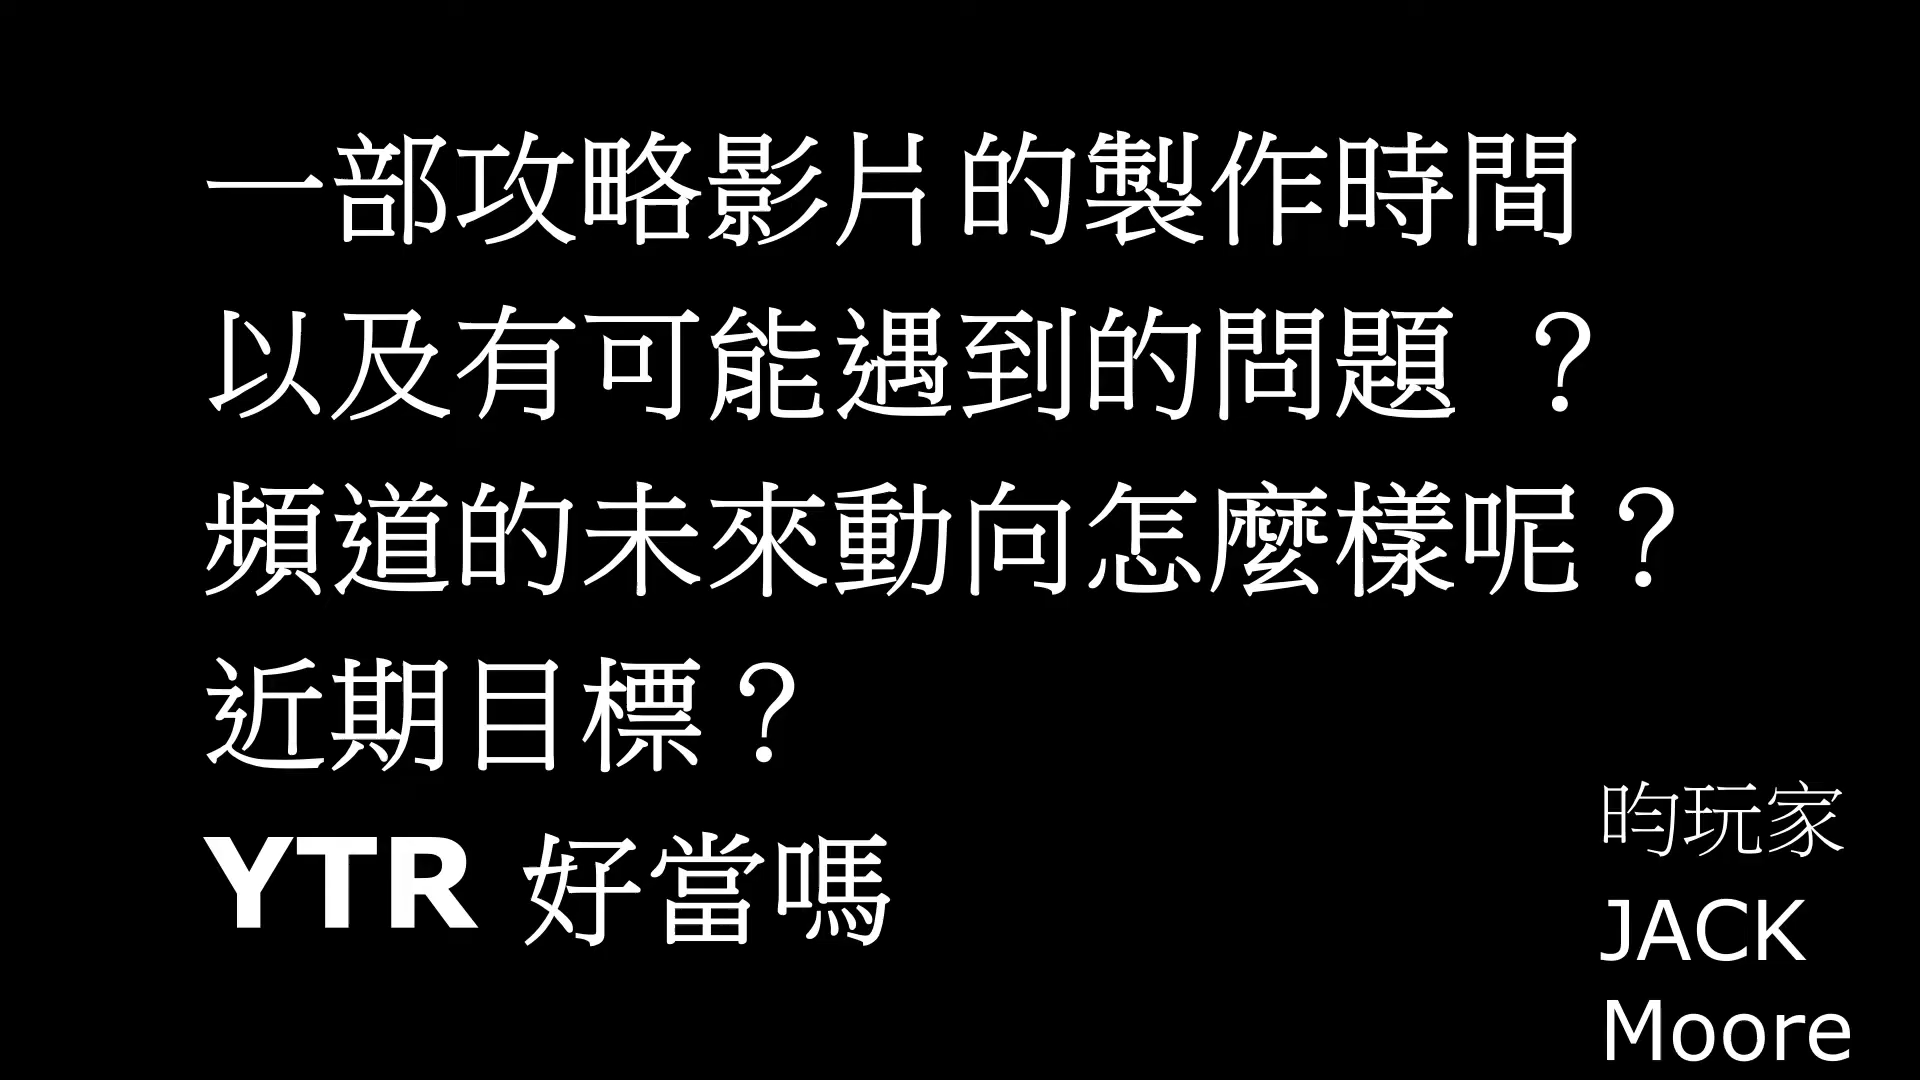 一部攻略影片的製作時間
以及有可能遇到的問題 ？
頻道的未來動向怎麼樣呢？
近期目標？
YTR 好當嗎
昀玩家
JACK
Moore